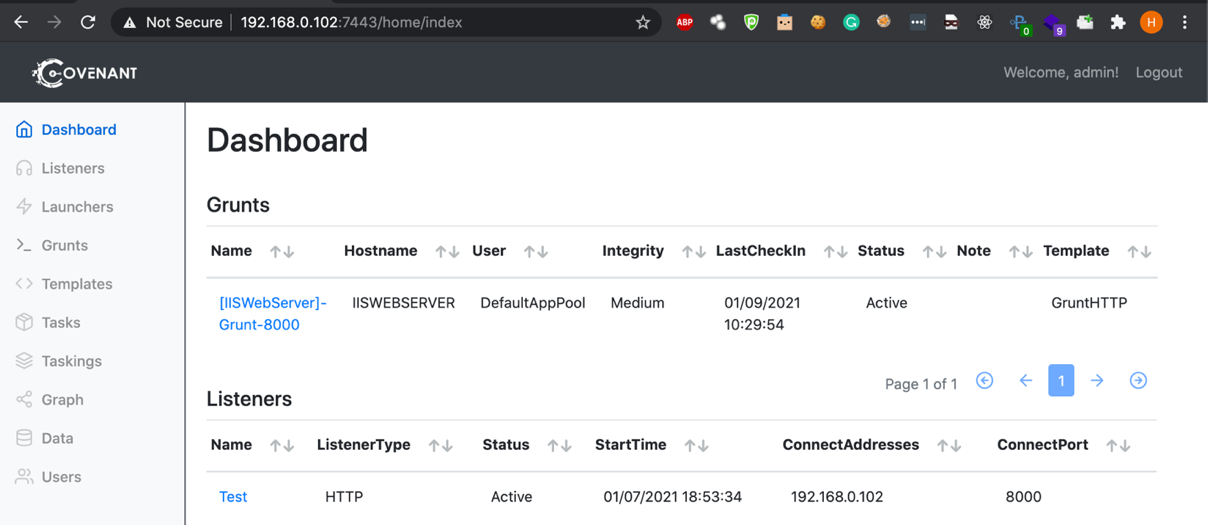 Not Secure 192.168.0.102:7443/home/index
ABP
0
9
H
COVENANT
Welcome, admin! Logout
Dashboard
Listeners
Launchers
Grunts
Templates
Tasks
Taskings
Graph
Data
Users
Dashboard
Grunts
Name Hostname User Integrity LastCheckIn Status Note Template
[IISWebServer]- IISWEBSERVER DefaultAppPool Medium 01/09/2021 Active GruntHTTP
Grunt-8000 10:29:54
Page 1 of 1 1
Listeners
Name ListenerType Status StartTime ConnectAddresses ConnectPort
Test HTTP Active 01/07/2021 18:53:34 192.168.0.102 8000